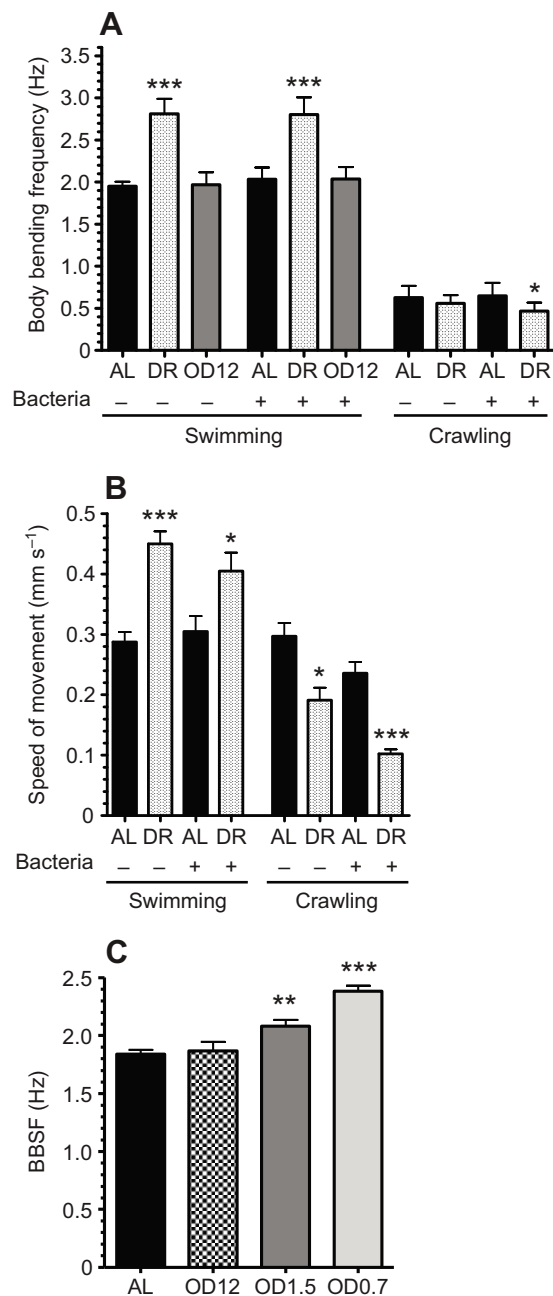 A
Body bending frequency (Hz)
3.5
3.0
2.5
2.0
1.5
1.0
0.5
0
***
***
*
AL DR OD12 AL DR OD12 AL DR AL DR
Bacteria – – – + + + – – + +
Swimming Crawling
B
Speed of movement (mm s⁻¹)
0.5
0.4
0.3
0.2
0.1
0
***
*
*
***
AL DR AL DR AL DR AL DR
Bacteria – – + + – – + +
Swimming Crawling
C
BBSF (Hz)
2.5
2.0
1.5
1.0
0.5
0
**
***
AL OD12 OD1.5 OD0.7